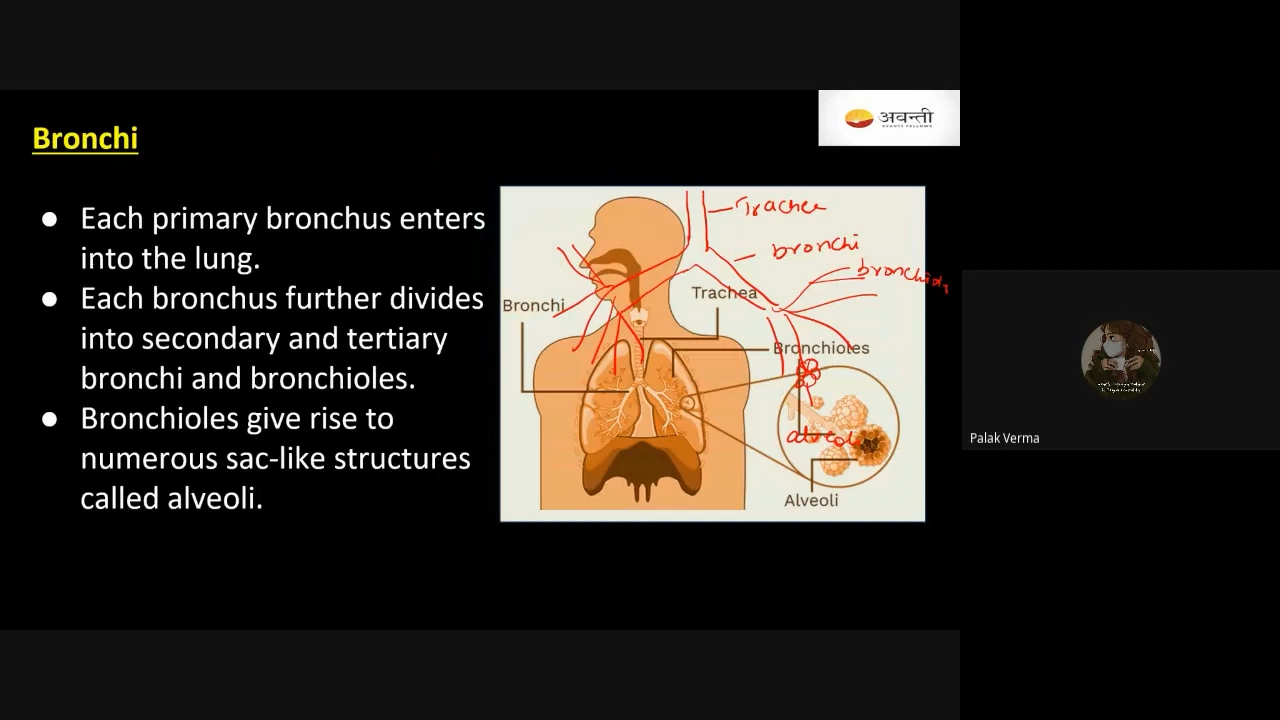 अवन्ती
AVANTI FELLOWS
Bronchi
● Each primary bronchus enters
into the lung.
● Each bronchus further divides
into secondary and tertiary
bronchi and bronchioles.
● Bronchioles give rise to
numerous sac-like structures
called alveoli.
Trachea
bronchi
Trachea
Bronchi
Bronchioles
Alveoli
Palak Verma